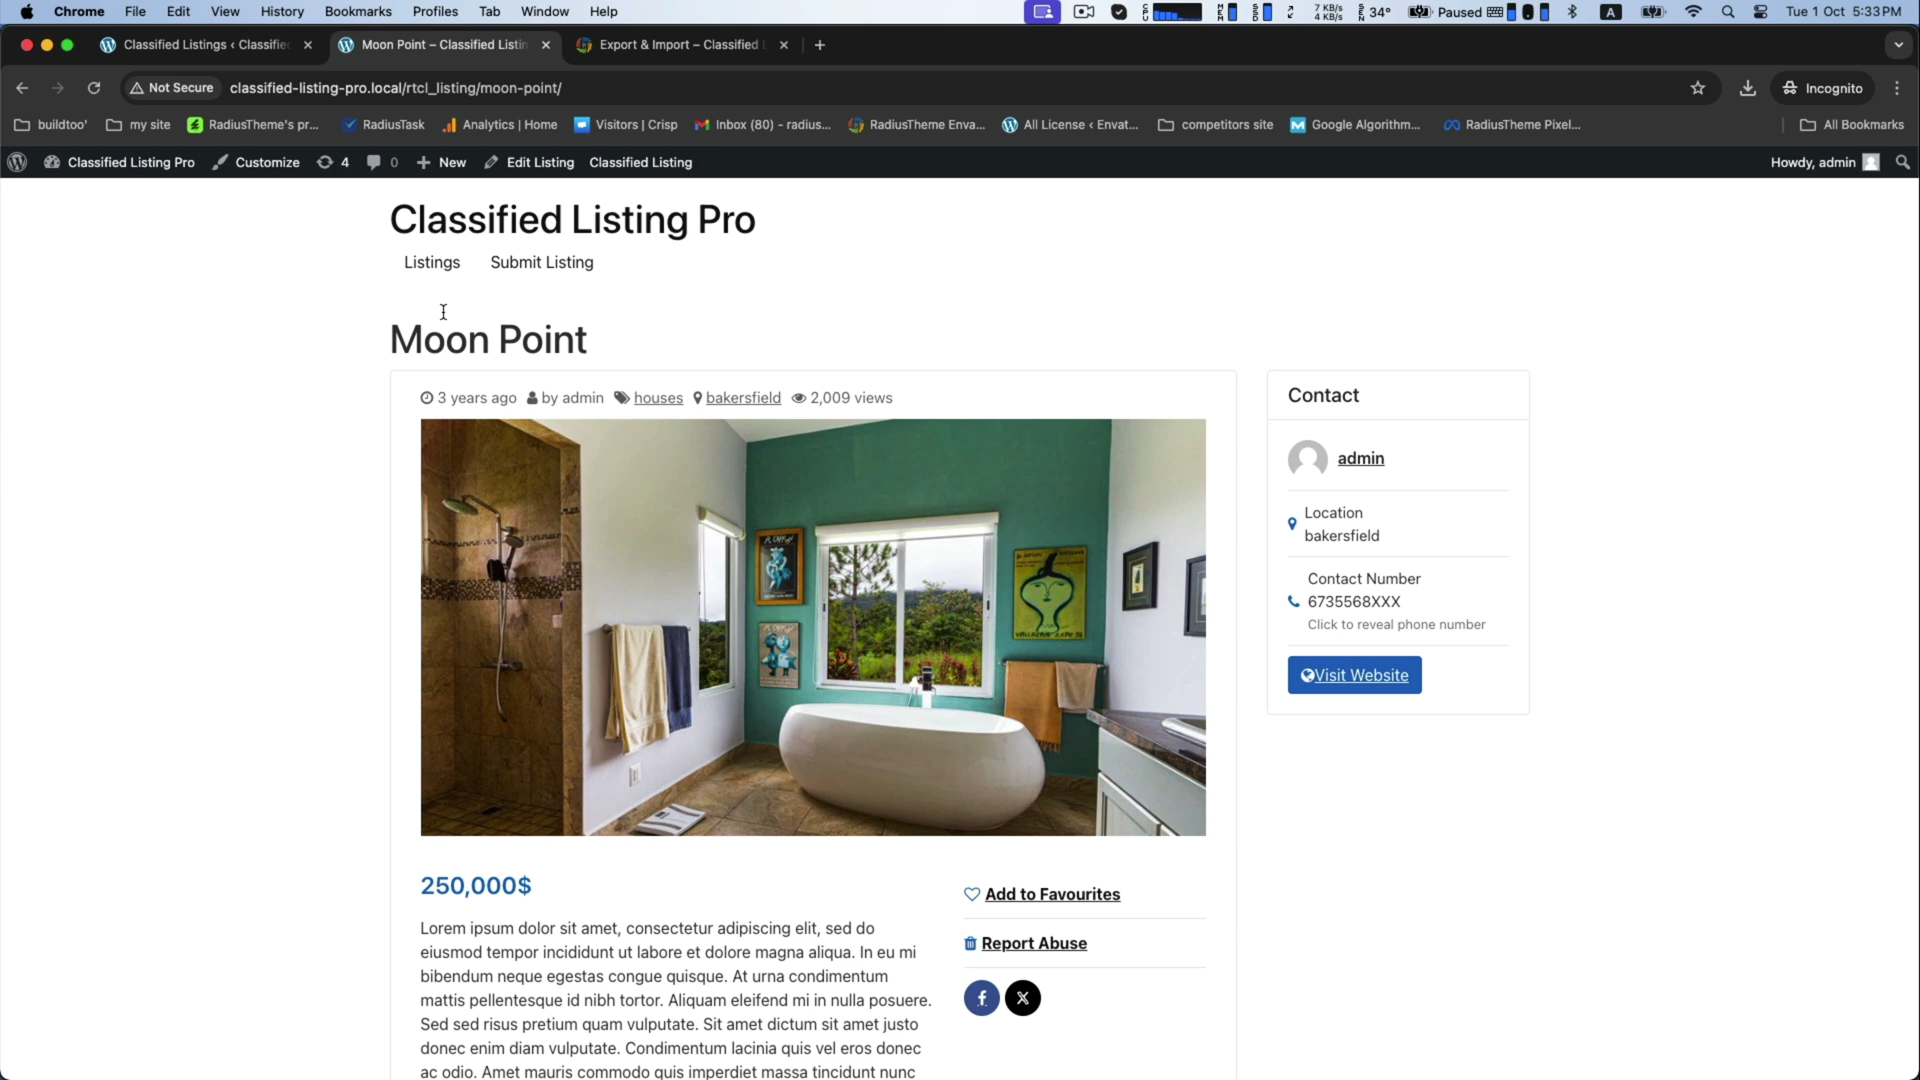 Chrome File Edit View History Bookmarks Profiles Tab Window Help 7 KB/s 4 KB/s 34° Paused A Tue 1 Oct 5:33 PM
Classified Listings ‹ Classifie Moon Point – Classified Listin Export & Import – Classified
Not Secure classified-listing-pro.local/rtcl_listing/moon-point/ Incognito
buildtoo' my site RadiusTheme's pr... RadiusTask Analytics | Home Visitors | Crisp Inbox (80) - radius... RadiusTheme Enva... All License ‹ Envat... competitors site Google Algorithm... RadiusTheme Pixel... All Bookmarks
Classified Listing Pro Customize 4 0 New Edit Listing Classified Listing Howdy, admin
Classified Listing Pro
Listings Submit Listing
Moon Point
3 years ago by admin houses bakersfield 2,009 views
Contact
admin
Location
bakersfield
Contact Number
6735568XXX
Click to reveal phone number
Visit Website
250,000$
Add to Favourites
Report Abuse
Lorem ipsum dolor sit amet, consectetur adipiscing elit, sed do
eiusmod tempor incididunt ut labore et dolore magna aliqua. In eu mi
bibendum neque egestas congue quisque. At urna condimentum
mattis pellentesque id nibh tortor. Aliquam eleifend mi in nulla posuere.
Sed sed risus pretium quam vulputate. Sit amet dictum sit amet justo
donec enim diam vulputate. Condimentum lacinia quis vel eros donec
ac odio. Amet mauris commodo quis imperdiet massa tincidunt nunc